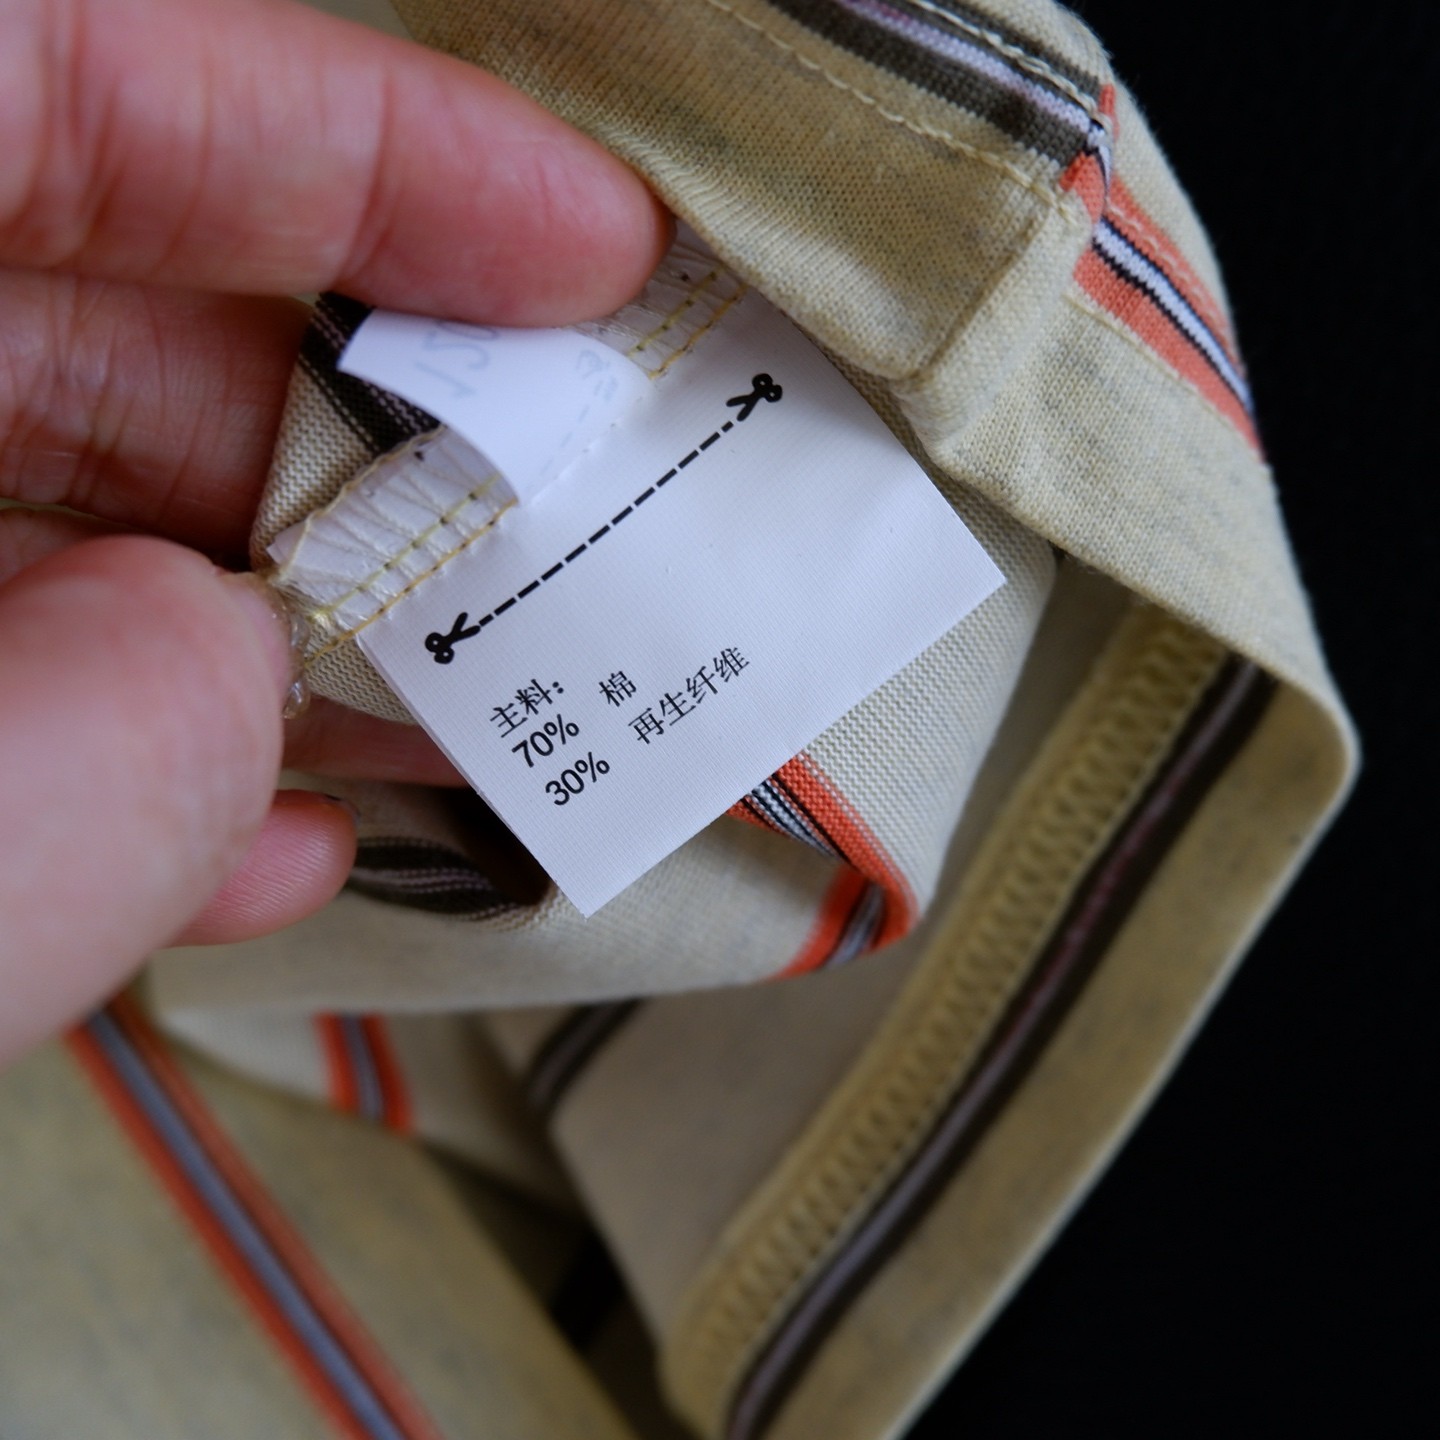 主料：
70% 棉
30% 再生纤维